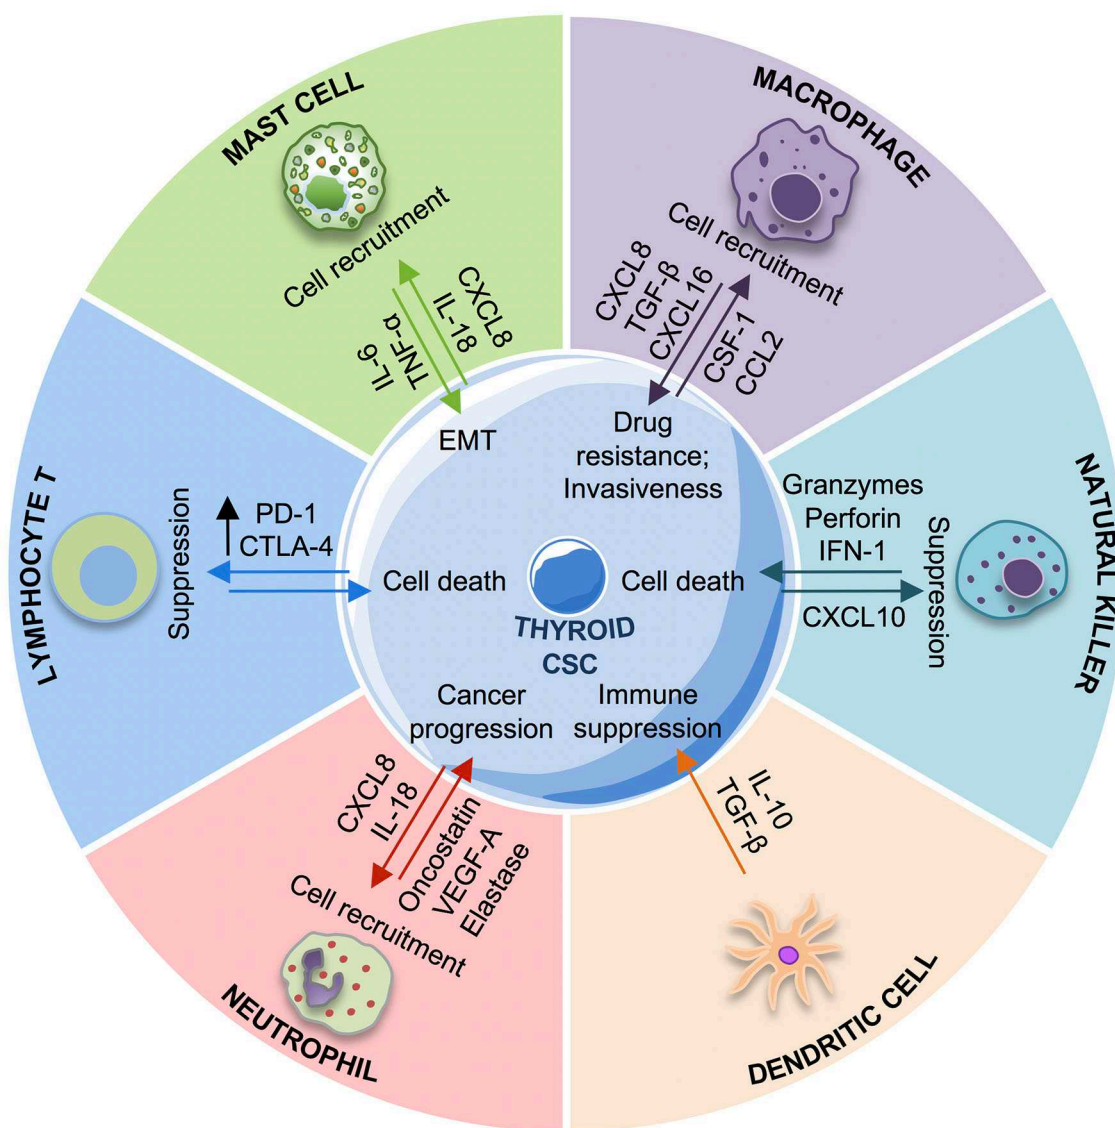 MAST CELL
Cell recruitment
CXCL8
IL-18
TNF-α
IL-6
EMT
MACROPHAGE
Cell recruitment
CXCL8
TGF-β
CXCL16
CSF-1
CCL2
Drug
resistance;
Invasiveness
NATURAL KILLER
Suppression
Granzymes
Perforin
IFN-1
CXCL10
Cell death
LYMPHOCYTE T
Suppression
PD-1
CTLA-4
Cell death
THYROID
CSC
Cancer
progression
Immune
suppression
CXCL8
IL-18
Oncostatin
VEGF-A
Elastase
Cell recruitment
NEUTROPHIL
IL-10
TGF-β
DENDRITIC CELL